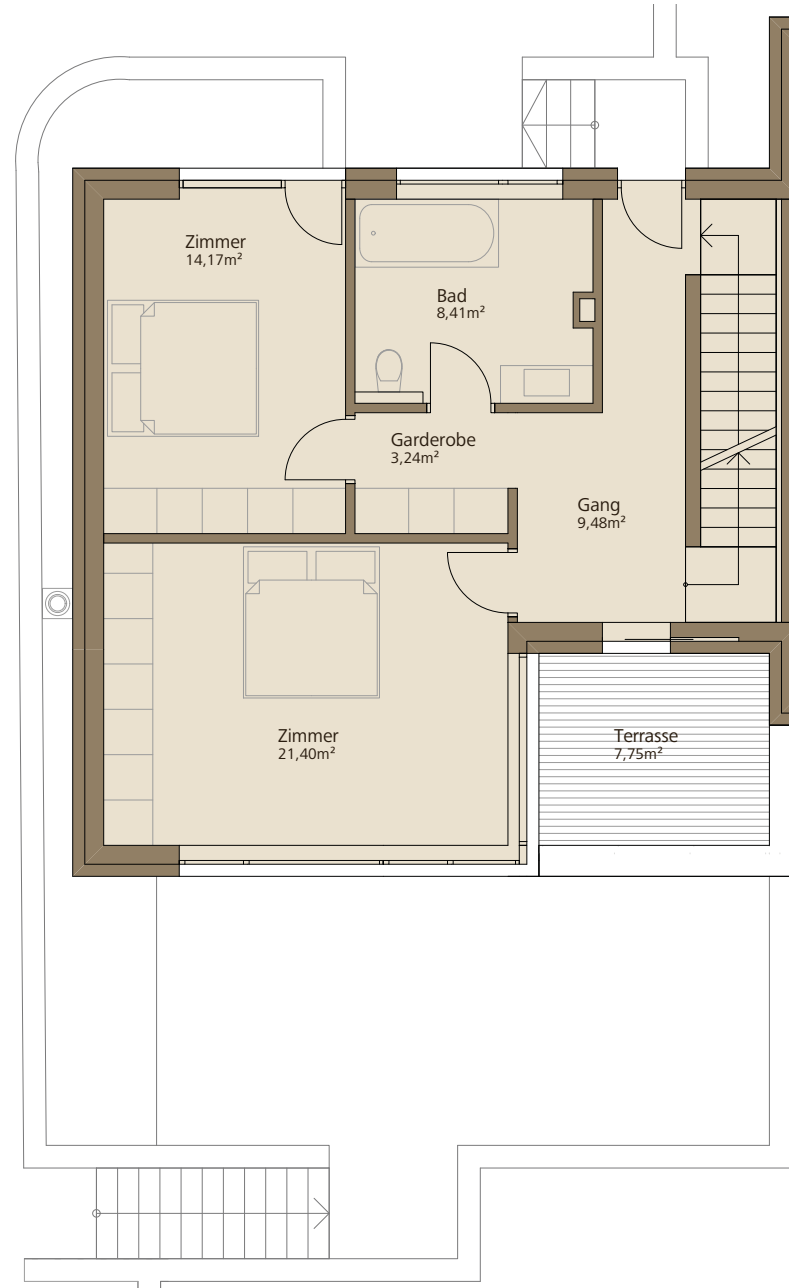 Zimmer
14,17m²
Bad
8,41m²
Garderobe
3,24m²
Gang
9,48m²
Zimmer
21,40m²
Terrasse
7,75m²